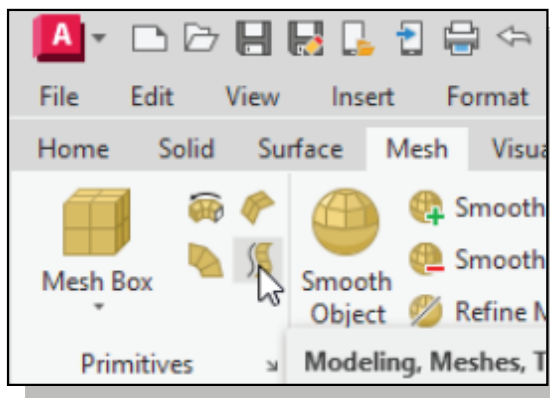 A
File Edit View Insert Format
Home Solid Surface Mesh
Mesh Box
Smooth Object
Smooth
Smooth
Refine
Primitives
Modeling, Meshes,